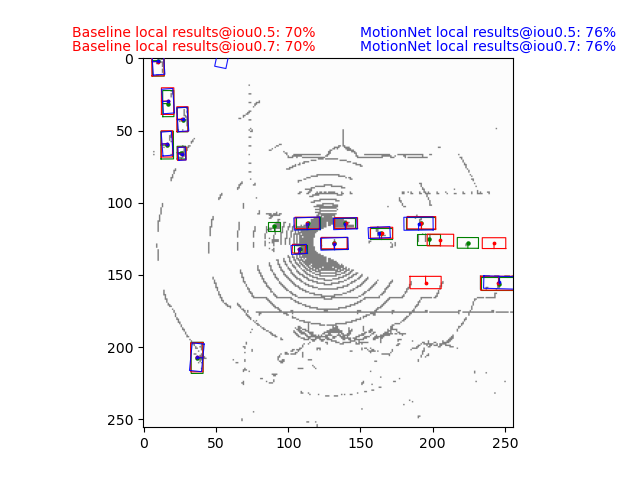 Baseline local results@iou0.5: 70% MotionNet local results@iou0.5: 76%
Baseline local results@iou0.7: 70% MotionNet local results@iou0.7: 76%
0
50
100
150
200
250
0 50 100 150 200 250